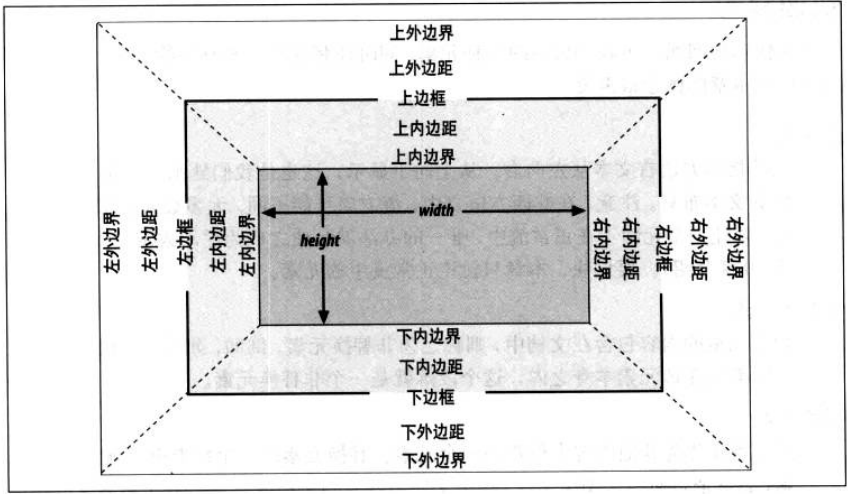 上外边界
上外边距
上边框
上内边距
上内边界
width
height
左外边界
左外边距
左边框
左内边距
左内边界
右内边界
右内边距
右边框
右外边距
右外边界
下内边界
下内边距
下边框
下外边距
下外边界